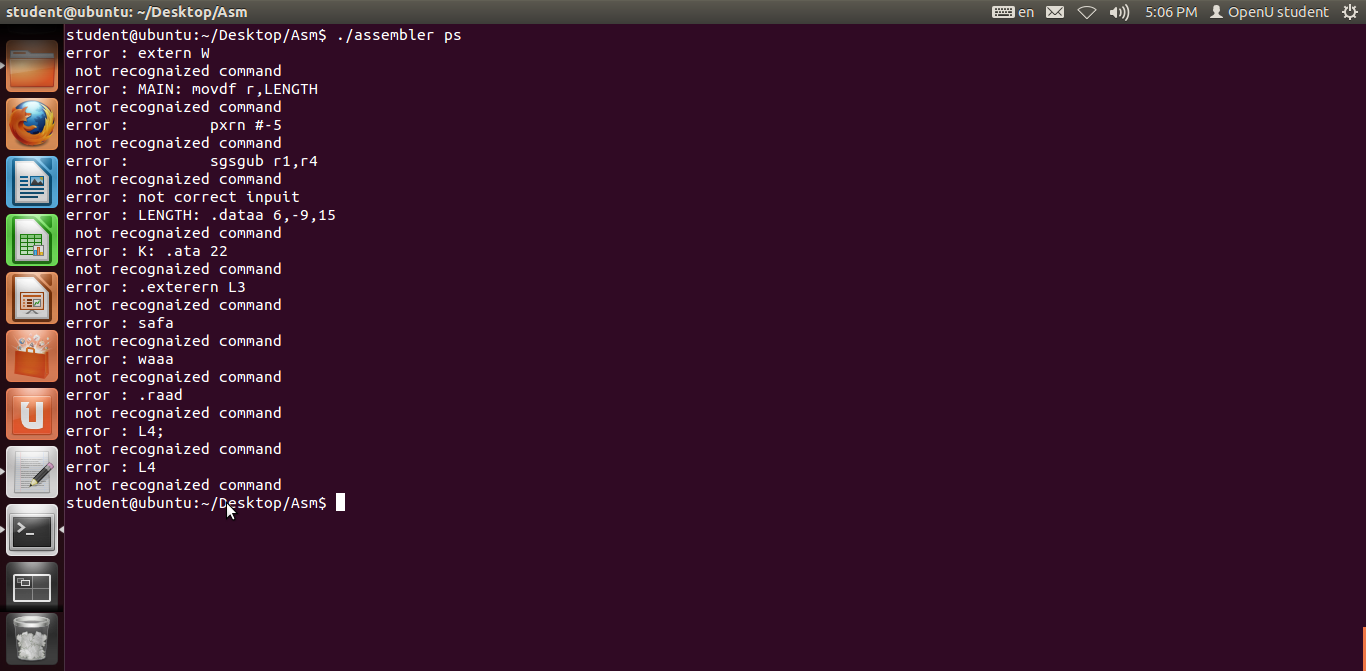 student@ubuntu: ~/Desktop/Asm
en
5:06 PM
OpenU student
student@ubuntu:~/Desktop/Asm$ ./assembler ps
error : extern W
 not recognaized command
error : MAIN: movdf r,LENGTH
 not recognaized command
error :         pxrn #-5
 not recognaized command
error :         sgsgub r1,r4
 not recognaized command
error : not correct inpuit
error : LENGTH: .dataa 6,-9,15
 not recognaized command
error : K: .ata 22
 not recognaized command
error : .exterern L3
 not recognaized command
error : safa
 not recognaized command
error : waaa
 not recognaized command
error : .raad
 not recognaized command
error : L4;
 not recognaized command
error : L4
 not recognaized command
student@ubuntu:~/Desktop/Asm$